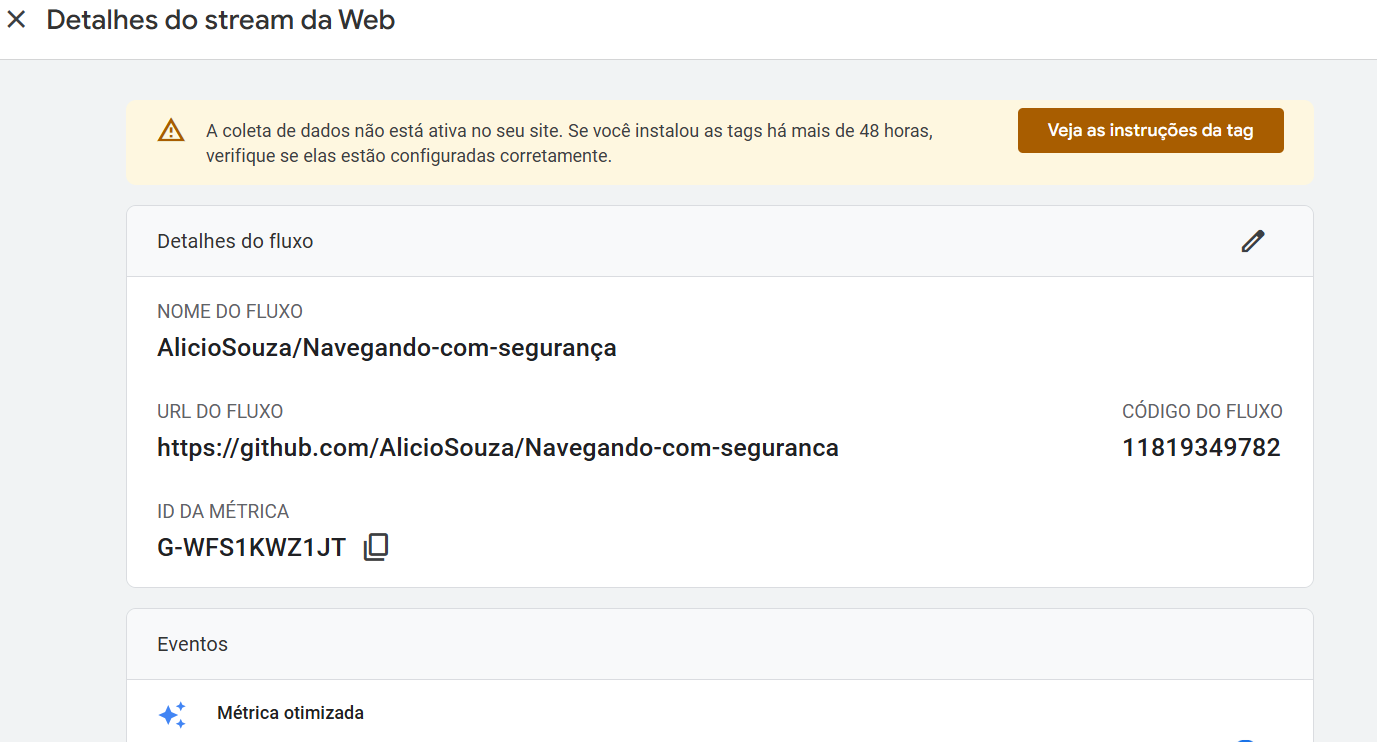 Detalhes do stream da Web
A coleta de dados não está ativa no seu site. Se você instalou as tags há mais de 48 horas,
verifique se elas estão configuradas corretamente.
Veja as instruções da tag
Detalhes do fluxo
NOME DO FLUXO
AlicioSouza/Navegando-com-segurança
URL DO FLUXO
https://github.com/AlicioSouza/Navegando-com-seguranca
CÓDIGO DO FLUXO
11819349782
ID DA MÉTRICA
G-WFS1KWZ1JT
Eventos
Métrica otimizada